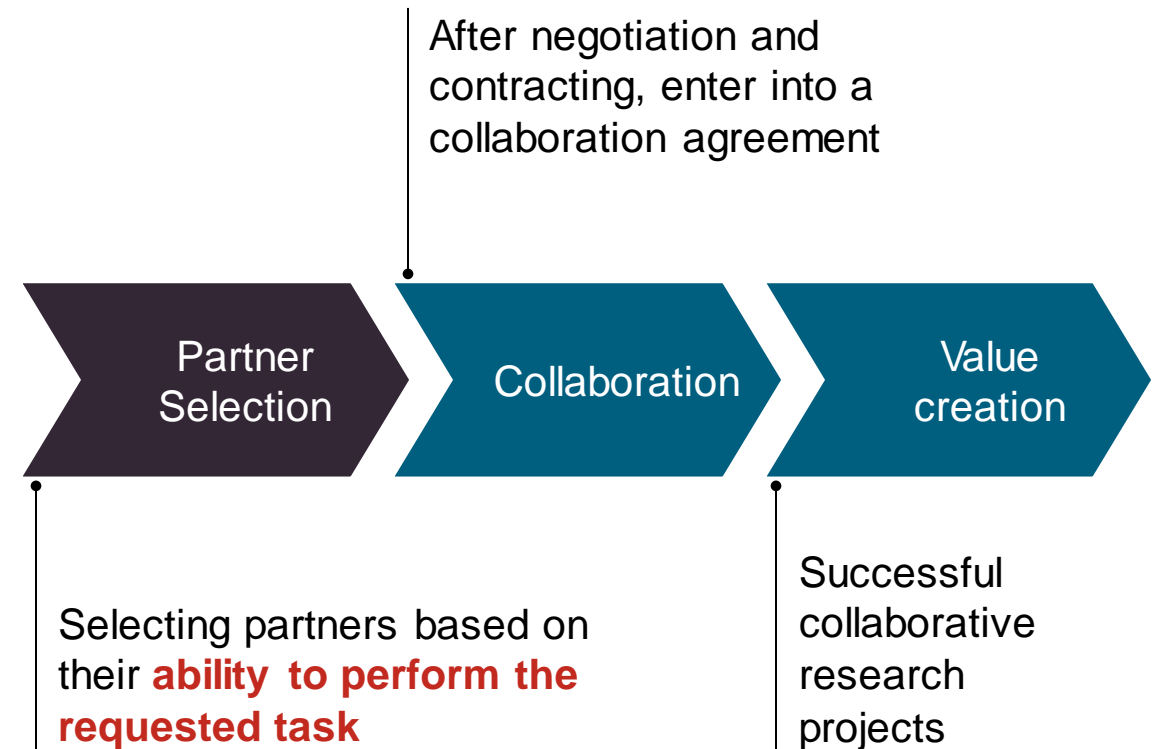 After negotiation and
contracting, enter into a
collaboration agreement
Partner
Selection
Collaboration
Value
creation
Selecting partners based on
their ability to perform the
requested task
Successful
collaborative
research
projects